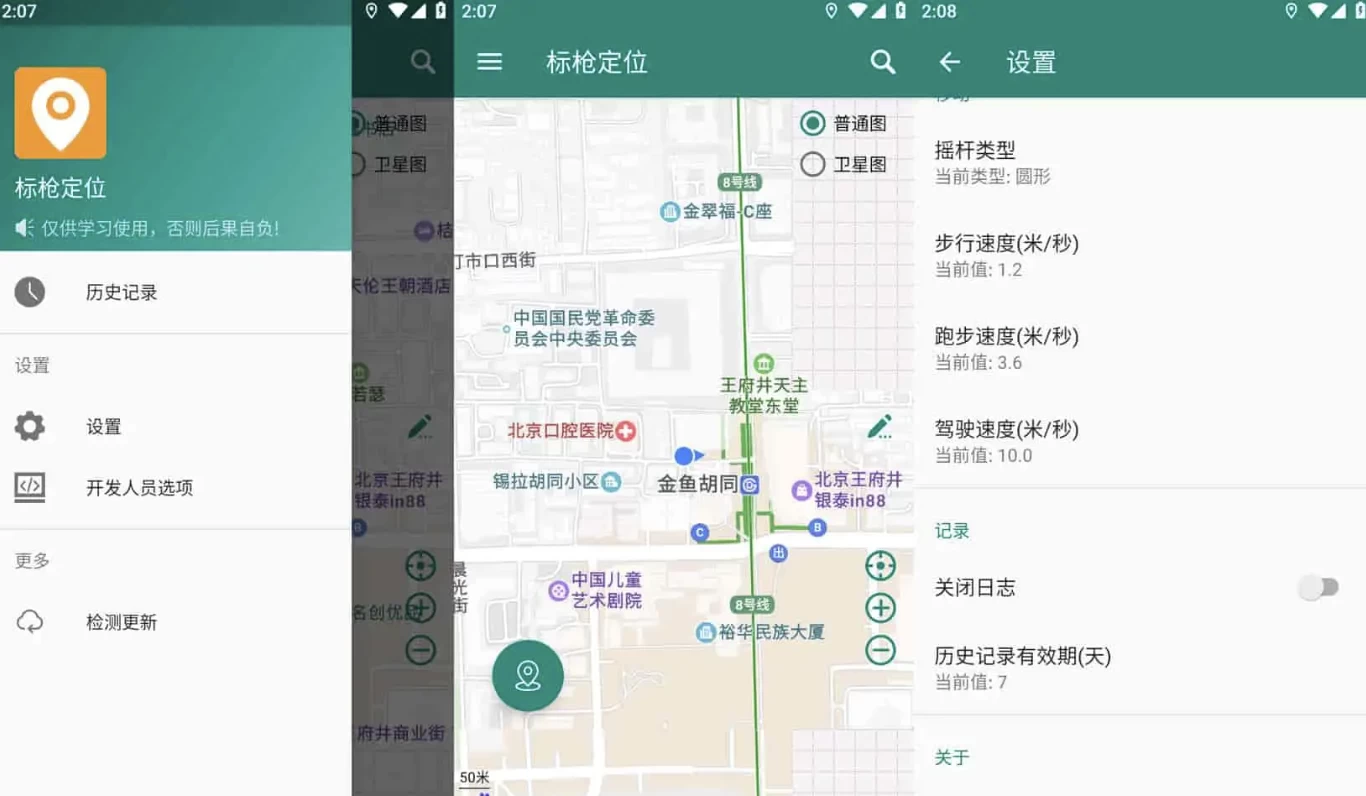 2:07
标枪定位
仅供学习使用，否则后果自负!
历史记录
设置
设置
开发人员选项
更多
检测更新
普通图
卫星图
桔
天伦王朝酒店
若瑟
北京王府井
银泰in88
B
名创优
府井商业街
2:07
标枪定位
普通图
卫星图
8号线
金翠福-C座
灯市口西街
中国国民党革命委
员会中央委员会
王府井天主
教堂东堂
北京口腔医院
锡拉胡同小区
金鱼胡同
北京王府井
银泰in88
C
B
出
晨光街
中国儿童
艺术剧院
8号线
裕华民族大厦
50米
2:08
设置
移动
摇杆类型
当前类型: 圆形
步行速度(米/秒)
当前值: 1.2
跑步速度(米/秒)
当前值: 3.6
驾驶速度(米/秒)
当前值: 10.0
记录
关闭日志
历史记录有效期(天)
当前值: 7
关于